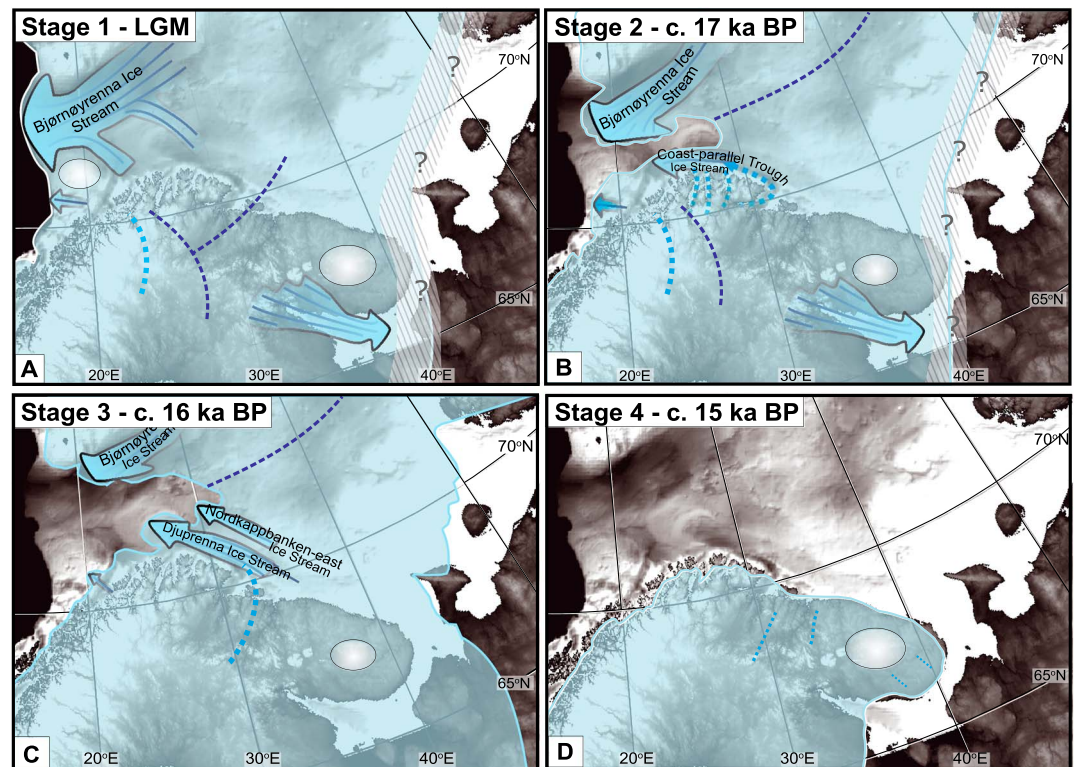 Stage 1 - LGM
Bjørnøyrenna Ice
Stream
?
?
?
70°N
65°N
A
20°E
30°E
40°E
Stage 2 - c. 17 ka BP
Bjørnøyrenna Ice
Stream
Coast-parallel Trough
Ice Stream
?
?
?
?
70°N
65°N
B
20°E
30°E
40°E
Stage 3 - c. 16 ka BP
Bjørnøyre
Ice Stream
Nordkappbanken-east
Ice Stream
Djuprenna Ice Stream
70°N
65°N
C
20°E
30°E
40°E
Stage 4 - c. 15 ka BP
70°N
65°N
D
20°E
30°E
40°E